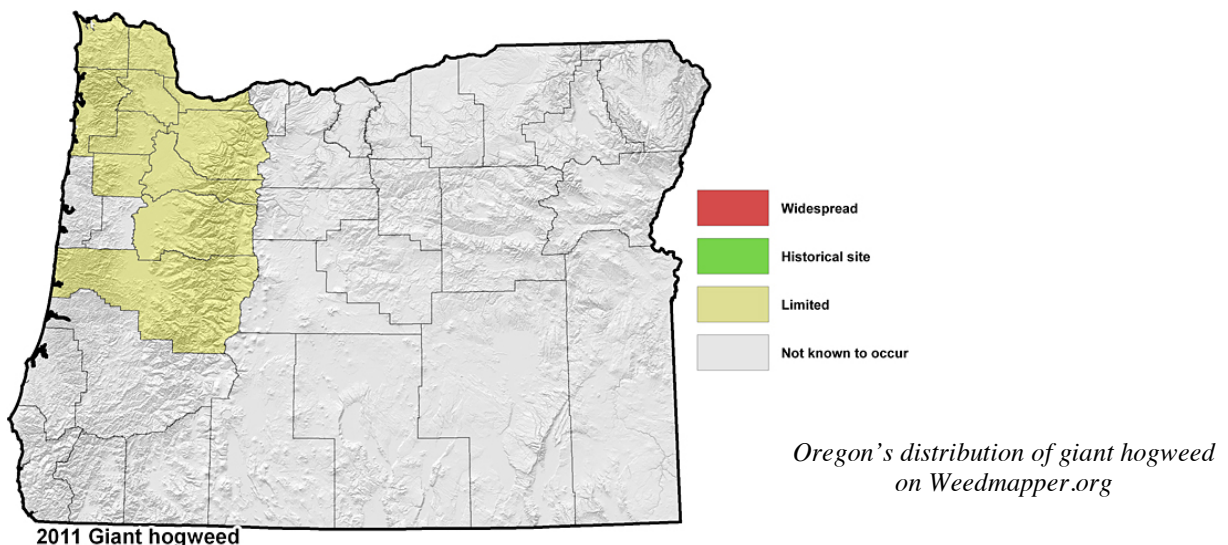 Widespread
Historical site
Limited
Not known to occur
Oregon’s distribution of giant hogweed
on Weedmapper.org
2011 Giant hogweed